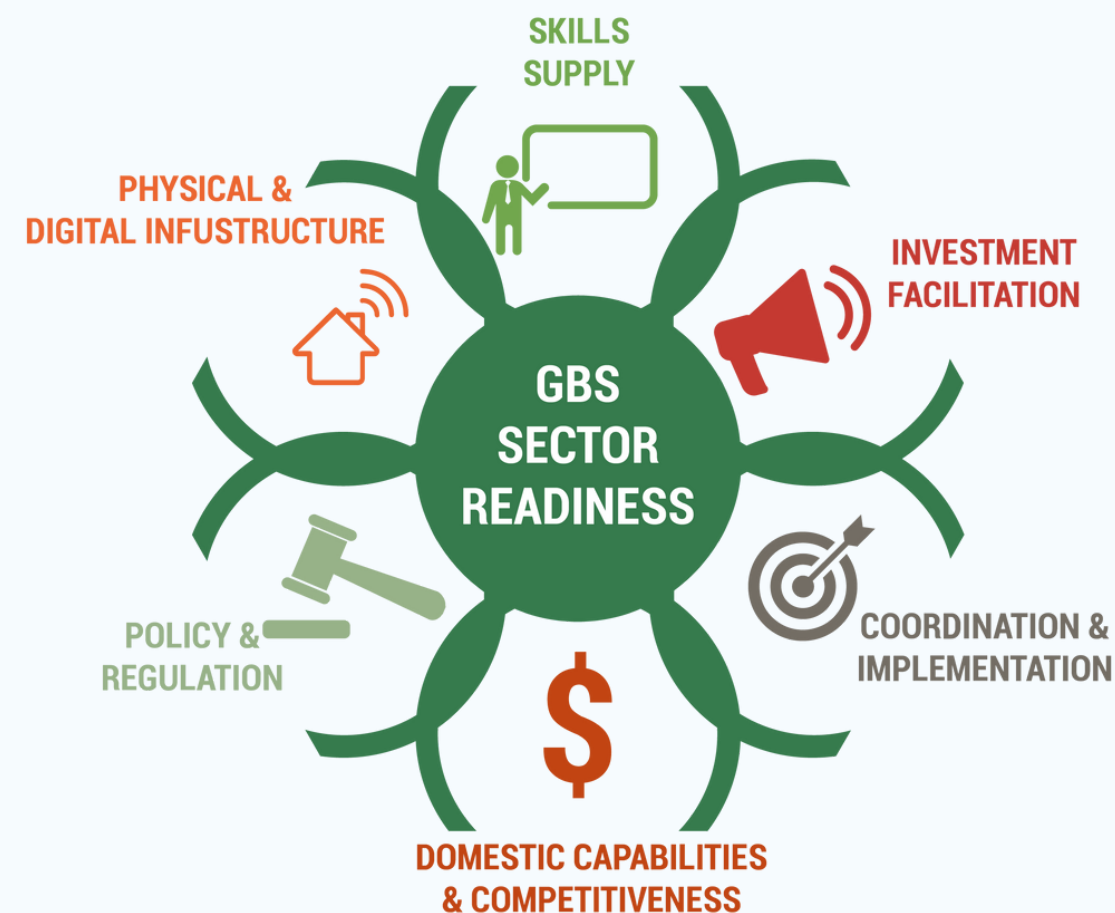 SKILLS
SUPPLY
PHYSICAL &
DIGITAL INFUSTRUCTURE
INVESTMENT
FACILITATION
GBS
SECTOR
READINESS
POLICY &
REGULATION
COORDINATION &
IMPLEMENTATION
$
DOMESTIC CAPABILITIES
& COMPETITIVENESS